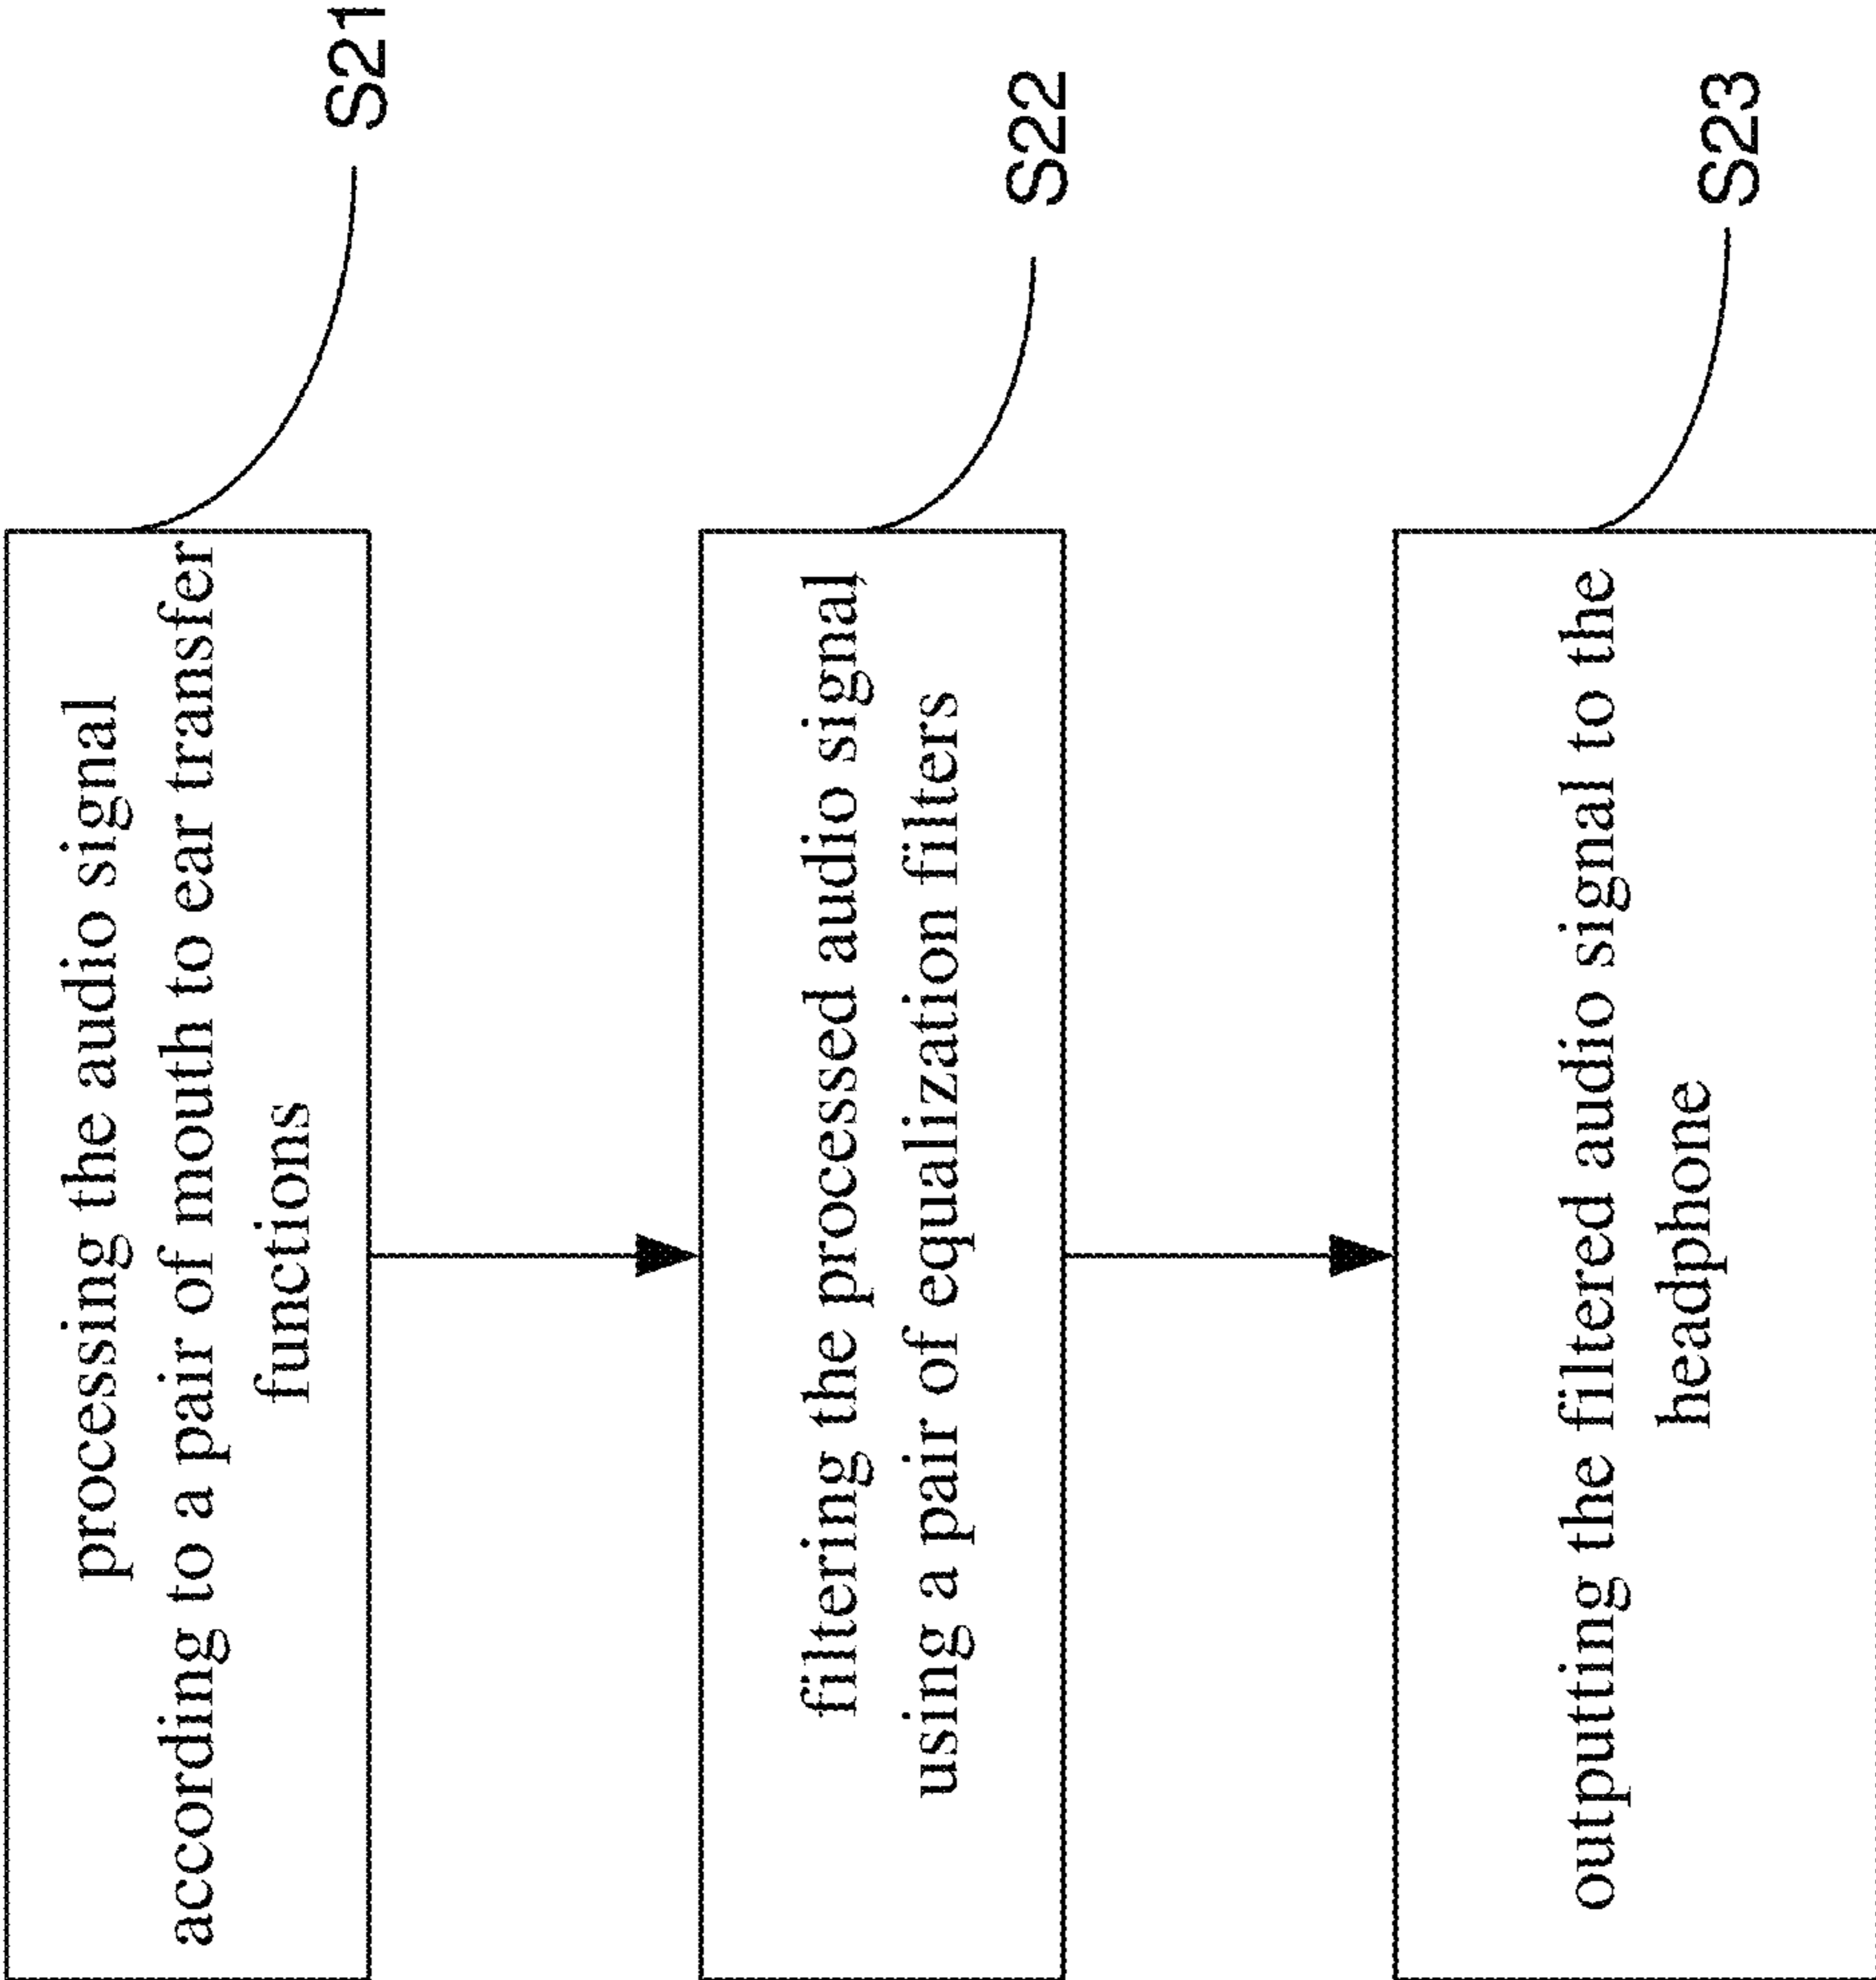 processing the audio signal
according to a pair of mouth to ear transfer
functions
S21
filtering the processed audio signal,
using a pair of equalization filters
S22
outputting the filtered audio signal to the
headphone
S23